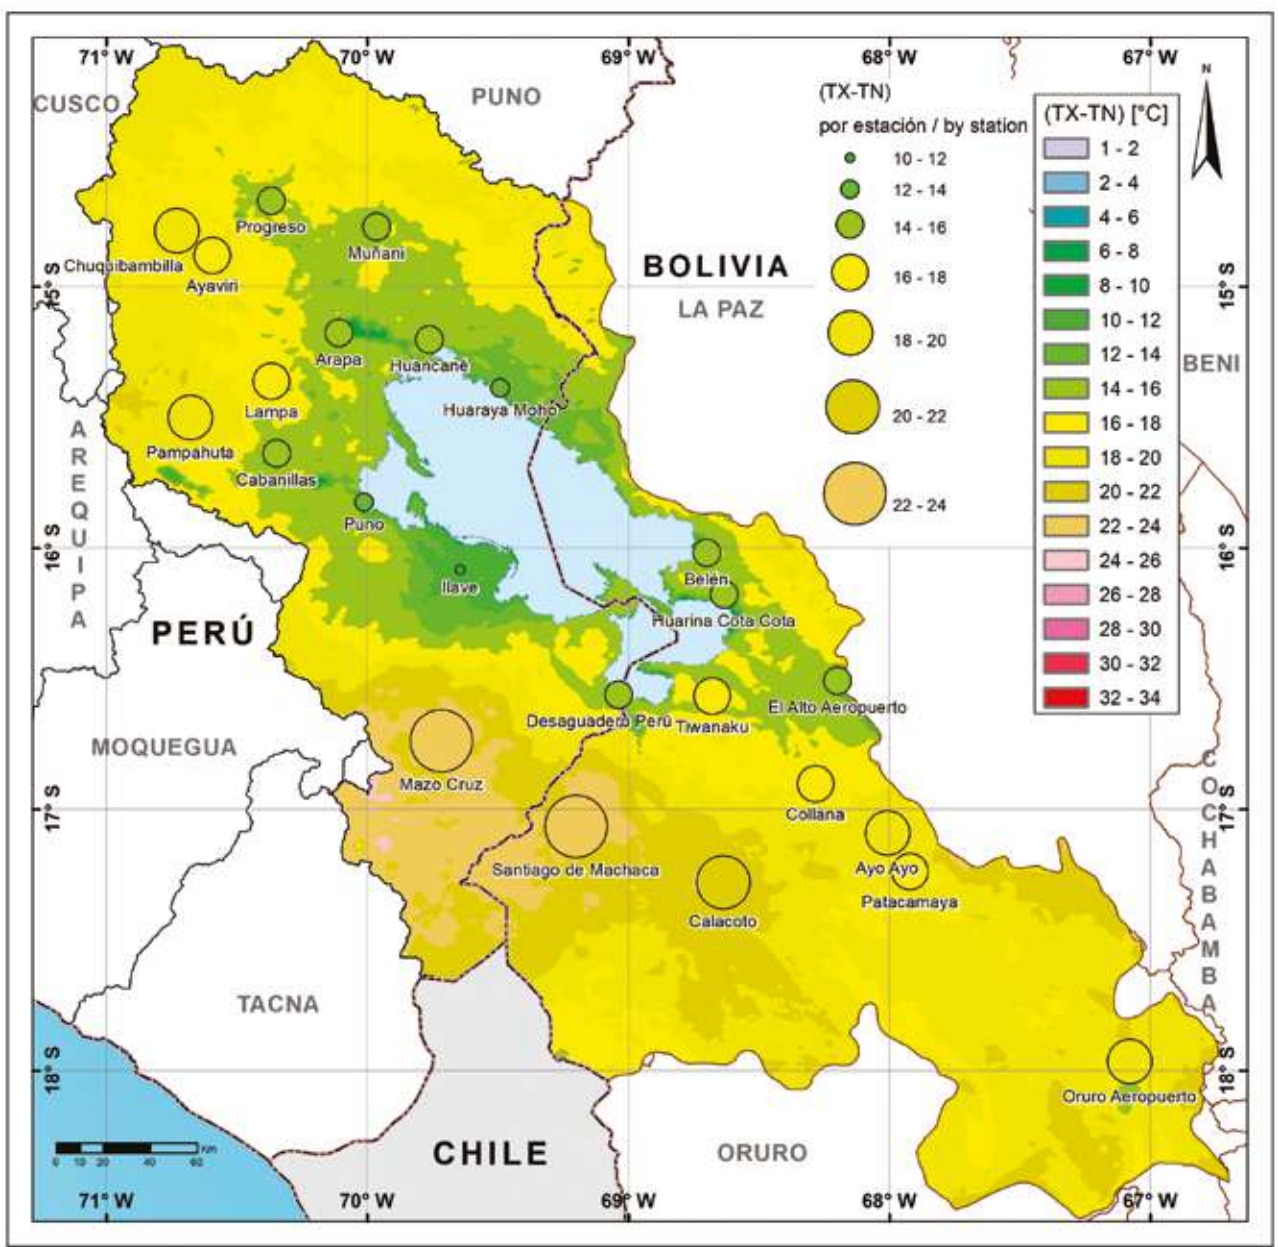 71° W
70° W
69° W
68° W
67° W
N
CUSCO
PUNO
(TX-TN)
por estación / by station
10 - 12
12 - 14
14 - 16
16 - 18
18 - 20
20 - 22
22 - 24
(TX-TN) [°C]
1 - 2
2 - 4
4 - 6
6 - 8
8 - 10
10 - 12
12 - 14
14 - 16
16 - 18
18 - 20
20 - 22
22 - 24
24 - 26
26 - 28
28 - 30
30 - 32
32 - 34
Progreso
Muñani
Chuquibambilla
Ayaviri
BOLIVIA
LA PAZ
15° S
15° S
BENI
Arapa
Huancané
Huaraya Moho
Lampa
Pampahuta
Cabanillas
AREQUIPA
Puno
16° S
16° S
Ilave
Belén
Huarina Cota Cota
PERÚ
El Alto Aeropuerto
Desaguadero Perú
Tiwanaku
MOQUEGUA
Mazo Cruz
COCHABAMBA
17° S
17° S
Collana
Santiago de Machaca
Ayo Ayo
Patacamaya
Calacoto
TACNA
18° S
18° S
Oruro Aeropuerto
Km
0 10 20 40 60
CHILE
ORURO
71° W
70° W
69° W
68° W
67° W